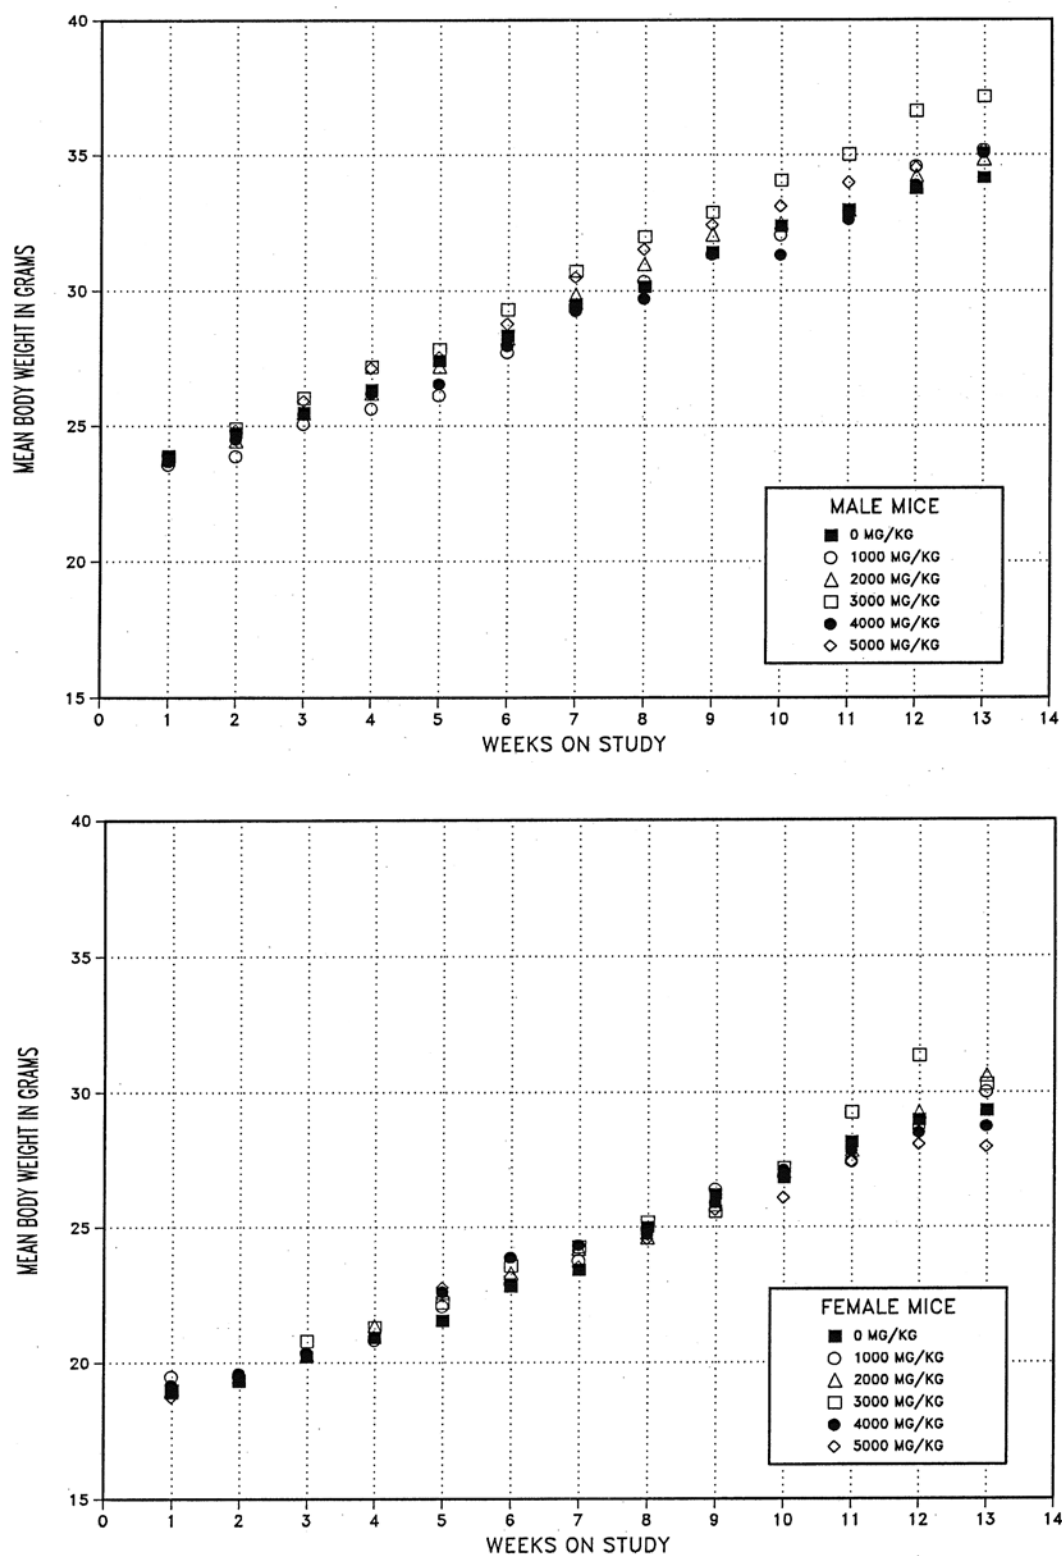 40
35
30
25
20
15
MEAN BODY WEIGHT IN GRAMS
MALE MICE
0 MG/KG
1000 MG/KG
2000 MG/KG
3000 MG/KG
4000 MG/KG
5000 MG/KG
0 1 2 3 4 5 6 7 8 9 10 11 12 13 14
WEEKS ON STUDY
40
35
30
25
20
15
MEAN BODY WEIGHT IN GRAMS
FEMALE MICE
0 MG/KG
1000 MG/KG
2000 MG/KG
3000 MG/KG
4000 MG/KG
5000 MG/KG
0 1 2 3 4 5 6 7 8 9 10 11 12 13 14
WEEKS ON STUDY